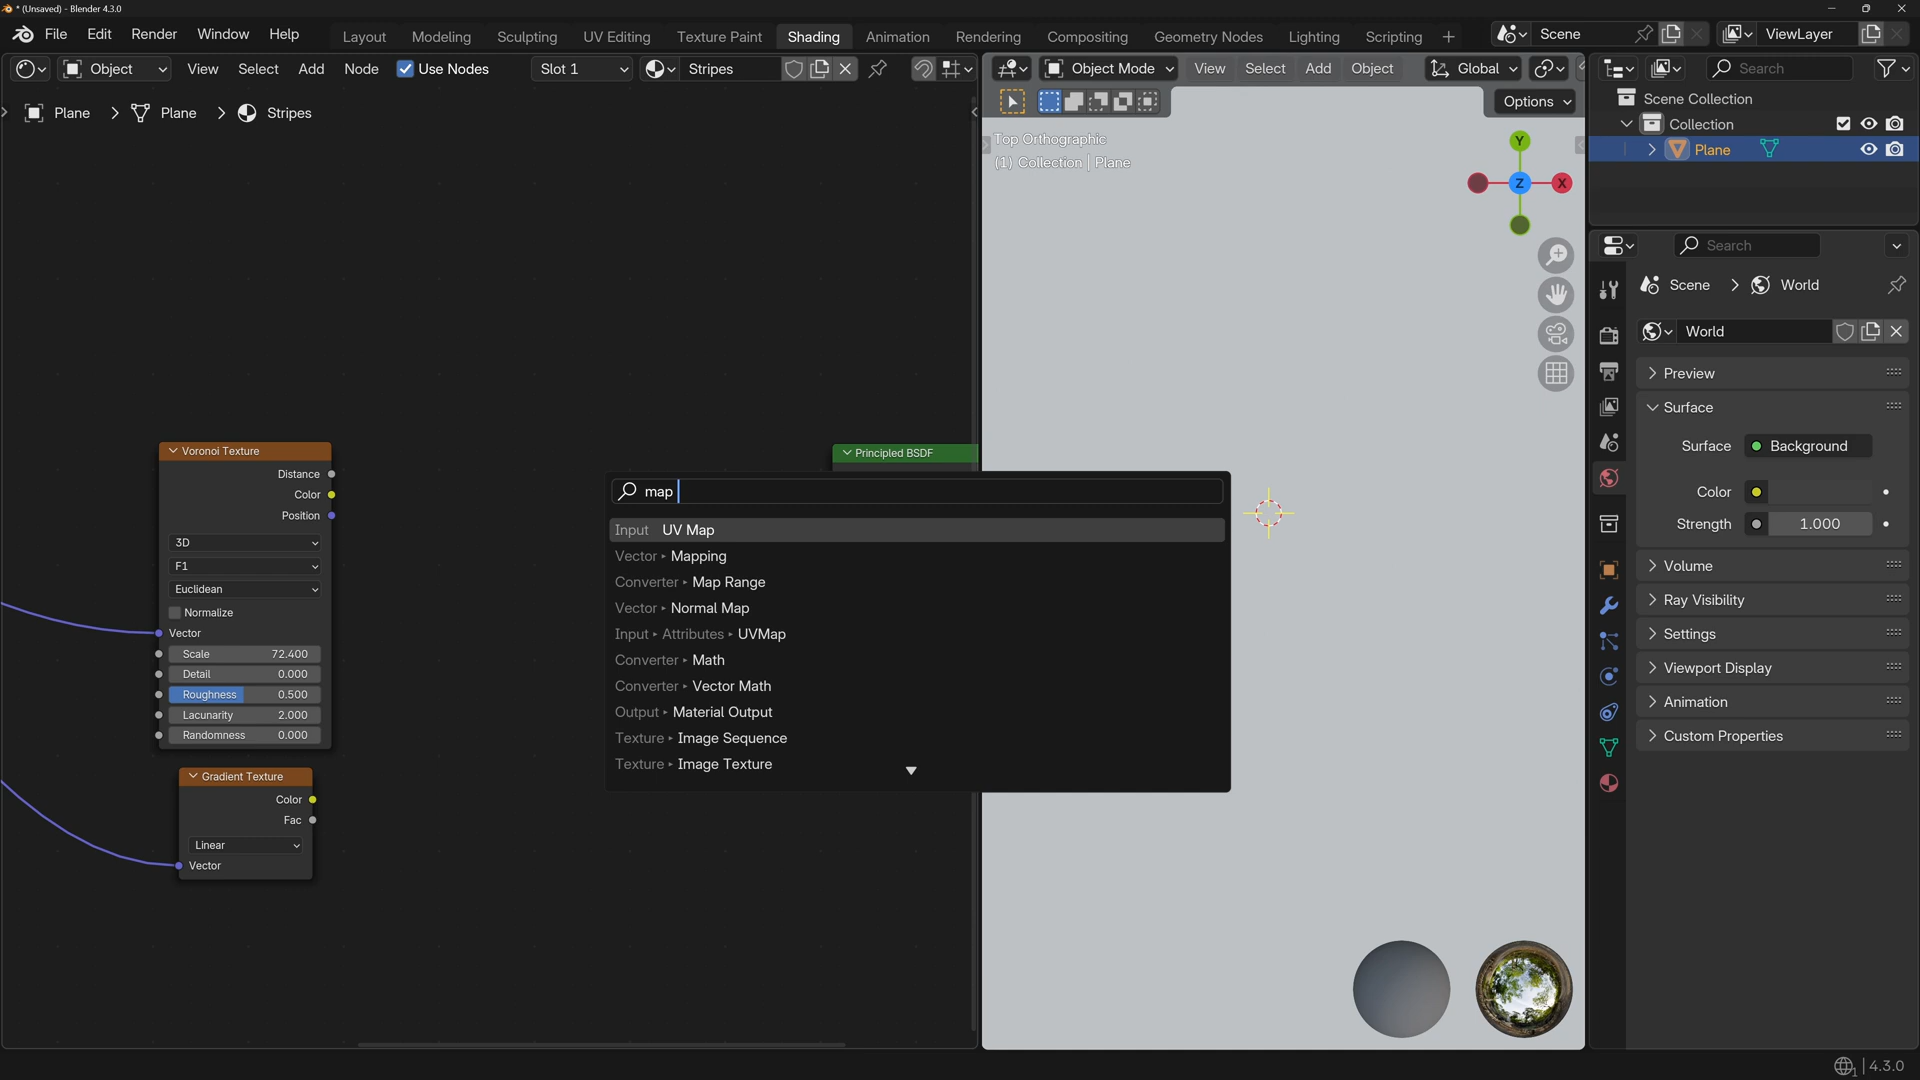 * (Unsaved) - Blender 4.3.0
File Edit Render Window Help
Layout Modeling Sculpting UV Editing Texture Paint Shading Animation Rendering Compositing Geometry Nodes Lighting Scripting +
Scene
ViewLayer
Object View Select Add Node Use Nodes Slot 1 Stripes
Plane > Plane > Stripes
Object Mode View Select Add Object Global
Options
Top Orthographic
(1) Collection | Plane
Y
X
Z
Voronoi Texture
Distance
Color
Position
3D
F1
Euclidean
Normalize
Vector
Scale 72.400
Detail 0.000
Roughness 0.500
Lacunarity 2.000
Randomness 0.000
Gradient Texture
Color
Fac
Linear
Vector
Principled BSDF
map
Input UV Map
Vector ▸ Mapping
Converter ▸ Map Range
Vector ▸ Normal Map
Input ▸ Attributes ▸ UVMap
Converter ▸ Math
Converter ▸ Vector Math
Output ▸ Material Output
Texture ▸ Image Sequence
Texture ▸ Image Texture
Search
Scene Collection
Collection
Plane
Search
Scene > World
World
Preview
Surface
Surface Background
Color
Strength 1.000
Volume
Ray Visibility
Settings
Viewport Display
Animation
Custom Properties
1 | 4.3.0